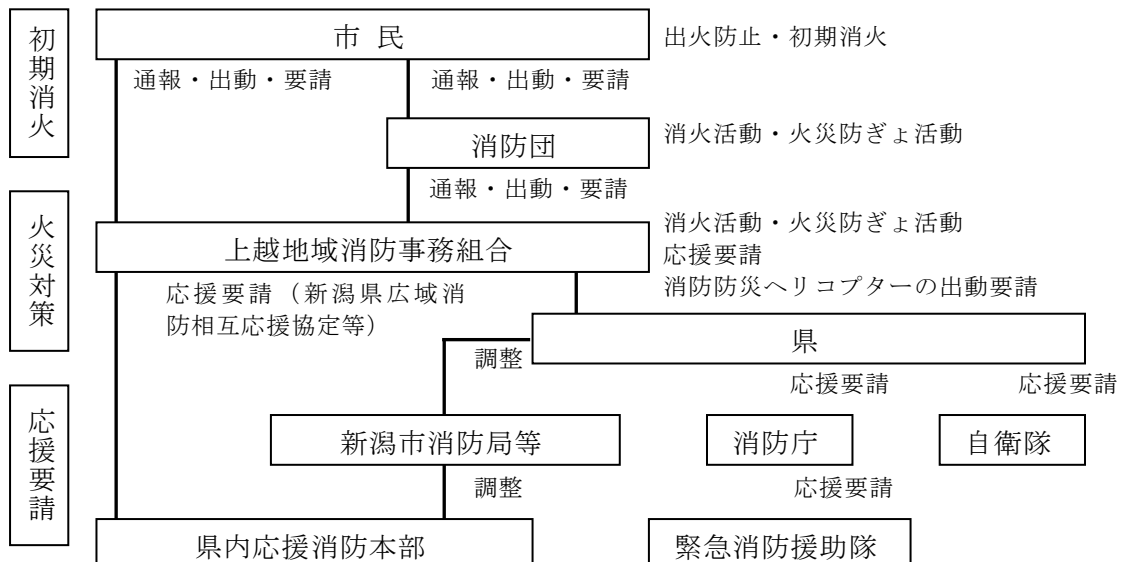 初期消火
市 民
出火防止・初期消火
通報・出動・要請
通報・出動・要請
消防団
消火活動・火災防ぎょ活動
通報・出動・要請
火災対策
上越地域消防事務組合
消火活動・火災防ぎょ活動
応援要請
消防防災ヘリコプターの出動要請
応援要請（新潟県広域消
防相互応援協定等）
県
調整
応援要請
応援要請
応援要請
新潟市消防局等
消防庁
自衛隊
調整
応援要請
県内応援消防本部
緊急消防援助隊